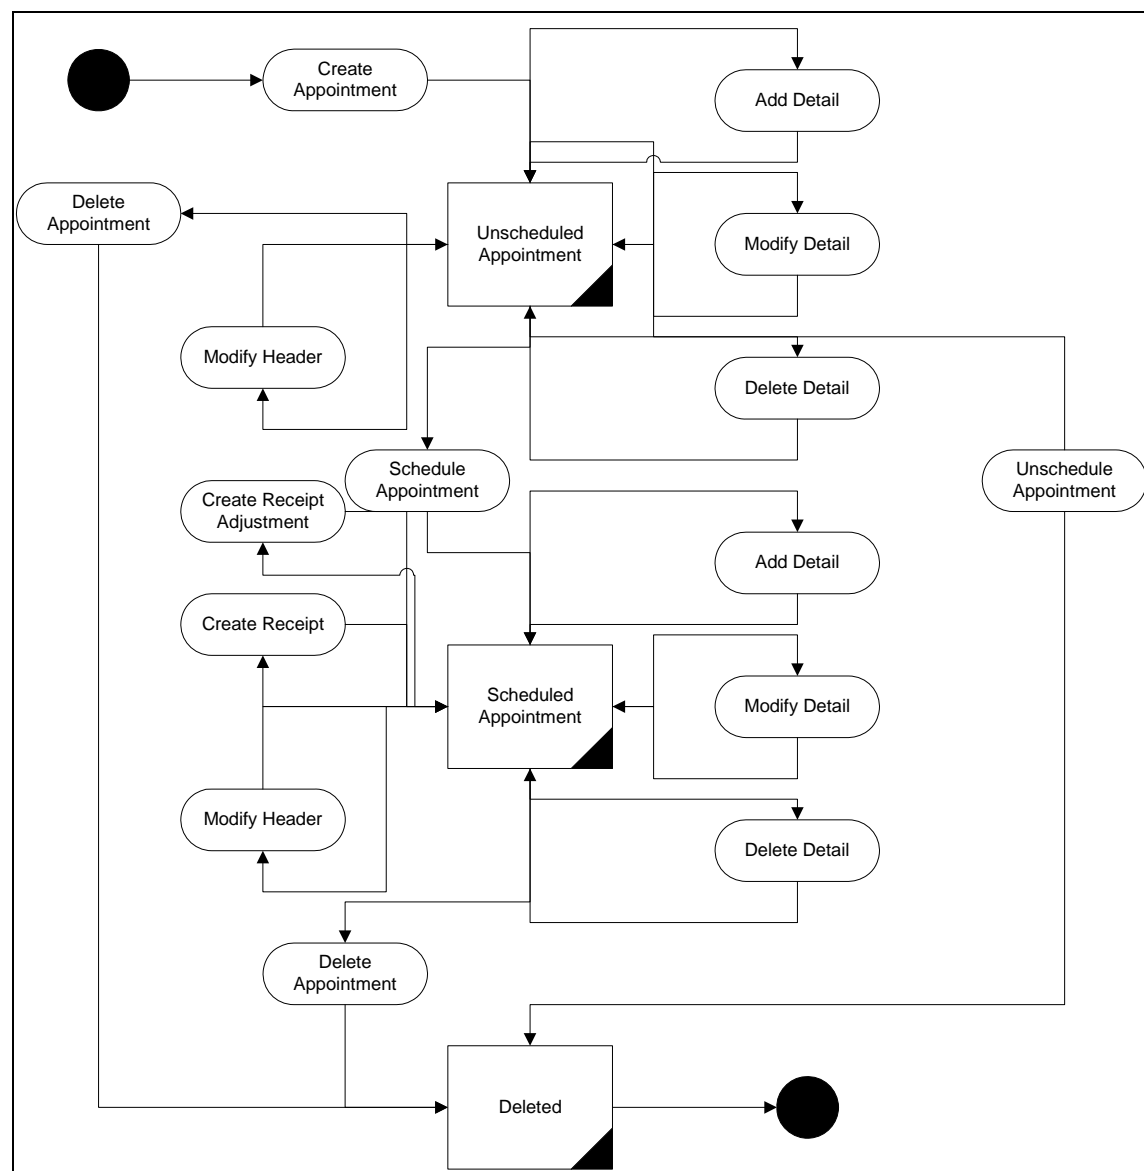 Create
Appointment
Add Detail
Delete
Appointment
Unscheduled
Appointment
Modify Detail
Modify Header
Delete Detail
Schedule
Appointment
Unschedule
Appointment
Create Receipt
Adjustment
Add Detail
Create Receipt
Scheduled
Appointment
Modify Detail
Modify Header
Delete Detail
Delete
Appointment
Deleted